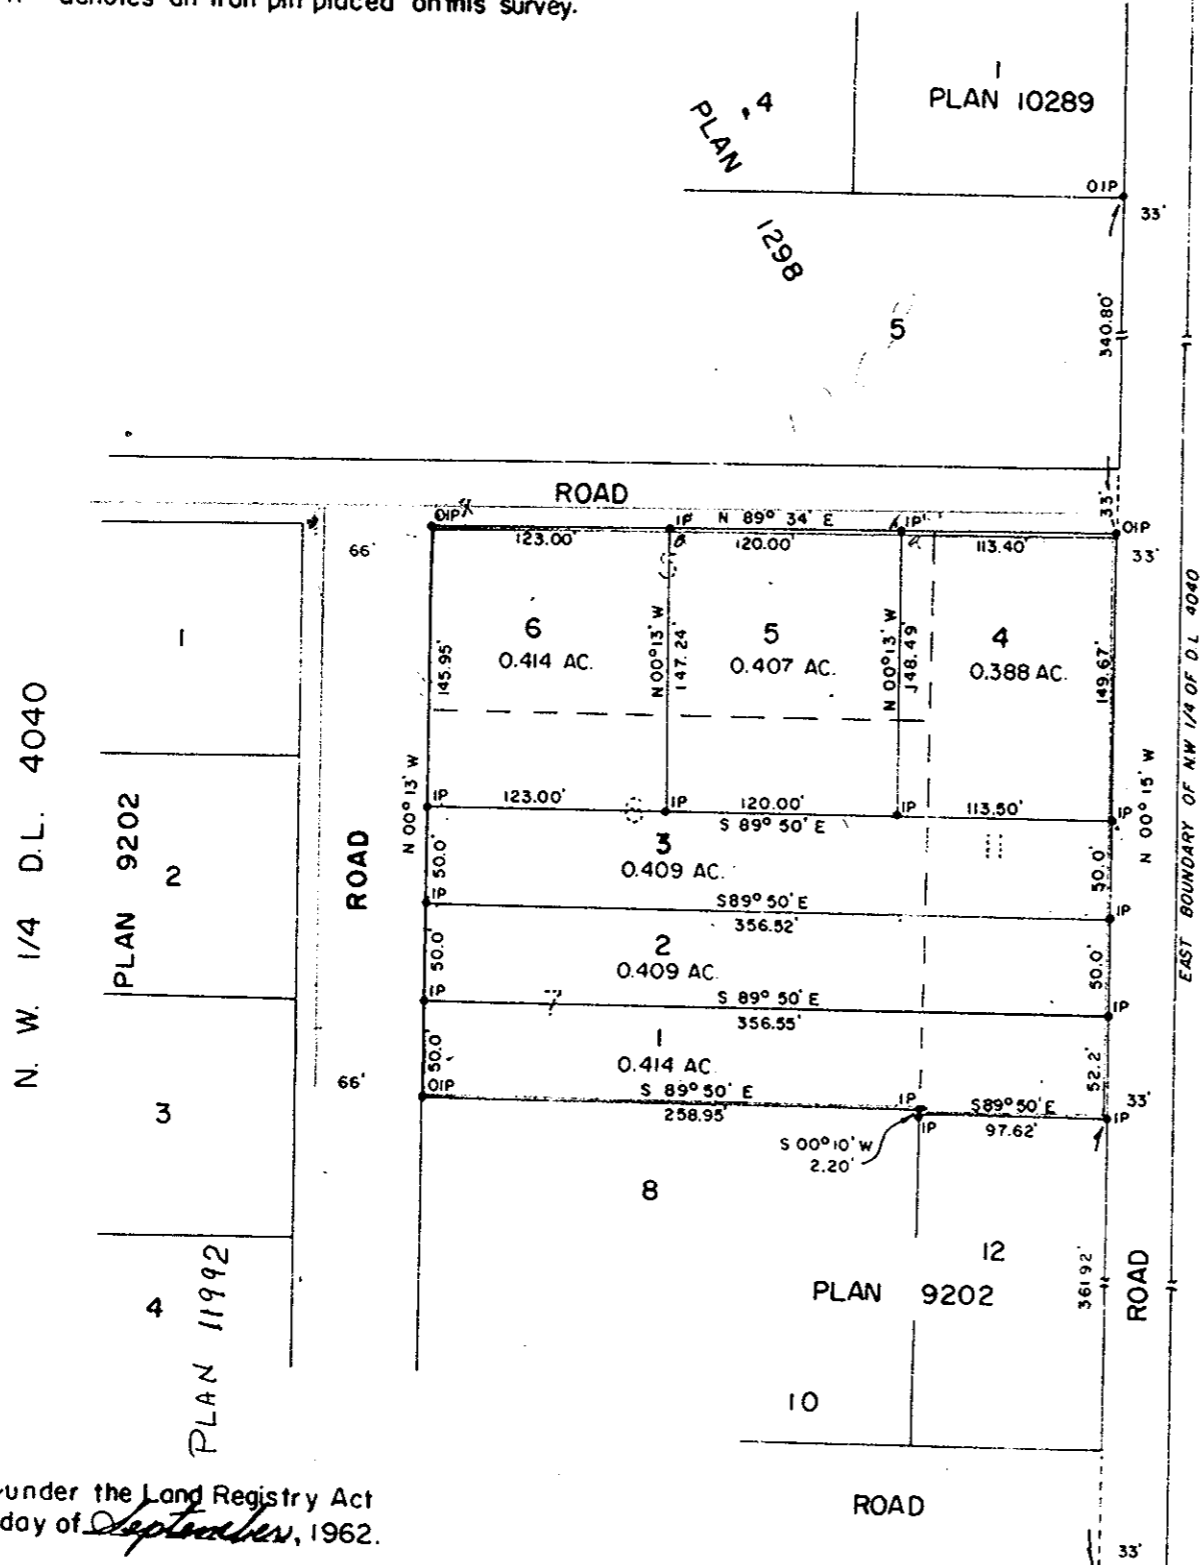 denotes an iron pin placed on this survey.
1
PLAN 10289
4
PLAN
1298
OIP
33'
340.80'
5
ROAD
33'
OIP
IP
N 89° 34' E
IP
OIP
66'
123.00'
120.00'
113.40'
33'
1
6
0.414 AC.
5
0.407 AC.
4
0.388 AC.
145.95'
N 00° 13' W
147.24'
N 00° 13' W
148.49'
149.67'
N 00° 13' W
N 00° 15' W
EAST BOUNDARY OF N.W 1/4 OF D.L 4040
N. W. 1/4 D.L. 4040
PLAN 9202
2
ROAD
IP
123.00'
IP
120.00'
IP
113.50'
IP
S 89° 50' E
3
0.409 AC.
50.0'
50.0'
IP
S 89° 50' E
IP
356.52'
2
0.409 AC.
50.0'
50.0'
IP
S 89° 50' E
IP
356.55'
1
0.414 AC.
50.0'
52.2'
66'
OIP
S 89° 50' E
IP
S 89° 50' E
33'
258.95'
IP
97.62'
IP
S 00° 10' W
2.20'
3
8
12
PLAN 9202
361.92'
ROAD
4
PLAN 11992
10
ROAD
33'
under the Land Registry Act
day of September, 1962.